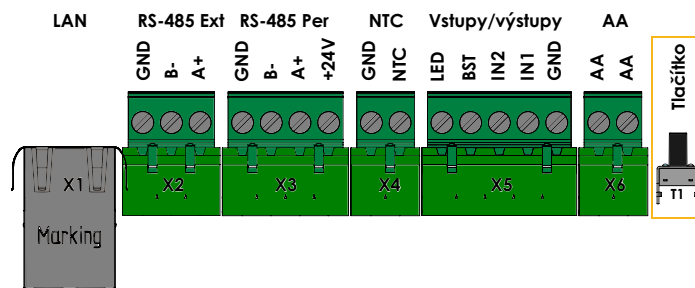 LAN RS-485 Ext RS-485 Per NTC Vstupy/výstupy AA
GND B- A+ GND B- A+ +24V GND NTC LED BST IN2 IN1 GND AA AA
Tlačítko
X1 X2 X3 X4 X5 X6 T1
Marking